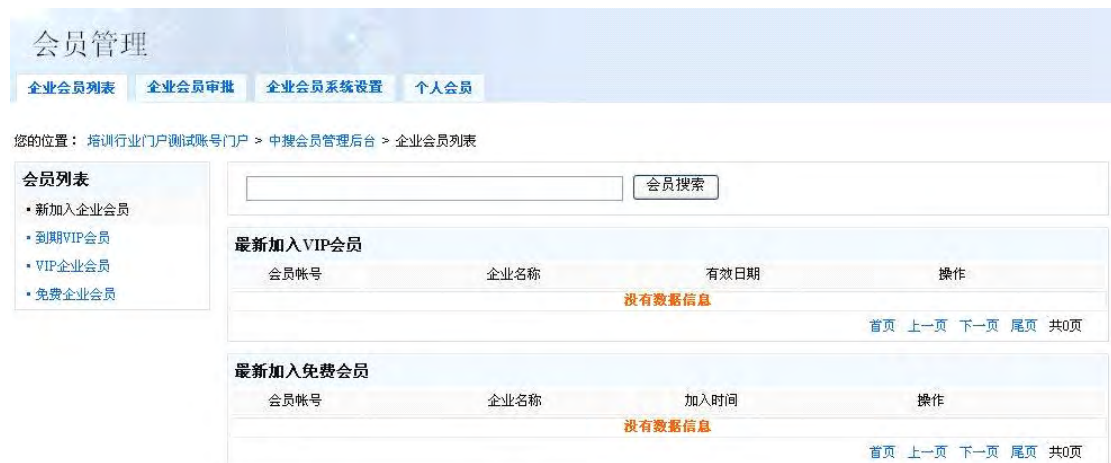 会员管理
企业会员列表 企业会员审批 企业会员系统设置 个人会员
您的位置： 培训行业门户测试账号门户 > 中搜会员管理后台 > 企业会员列表
会员列表
• 新加入企业会员
• 到期VIP会员
• VIP企业会员
• 免费企业会员
会员搜索
最新加入VIP会员
会员帐号 企业名称 有效日期 操作
没有数据信息
首页 上一页 下一页 尾页 共0页
最新加入免费会员
会员帐号 企业名称 加入时间 操作
没有数据信息
首页 上一页 下一页 尾页 共0页